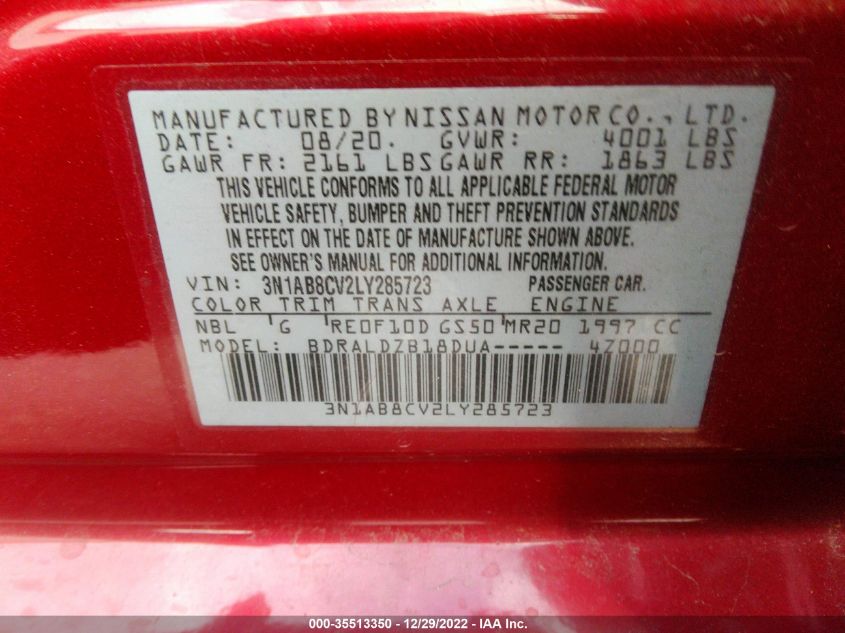 MANUFACTURED BY NISSAN MOTOR CO., LTD.
DATE: 08/20. GVWR: 4001 LBS
GAWR FR: 2161 LBS GAWR RR: 1863 LBS
THIS VEHICLE CONFORMS TO ALL APPLICABLE FEDERAL MOTOR
VEHICLE SAFETY, BUMPER AND THEFT PREVENTION STANDARDS
IN EFFECT ON THE DATE OF MANUFACTURE SHOWN ABOVE.
SEE OWNER'S MANUAL FOR ADDITIONAL INFORMATION.
VIN: 3N1AB8CV2LY285723 PASSENGER CAR.
COLOR TRIM TRANS AXLE ENGINE
NBL G RE0F10D GS50 MR20 1997 CC
MODEL: BDRALDZB18DUA----- 4Z000
3N1AB8CV2LY285723
000-35513350 - 12/29/2022 - IAA Inc.